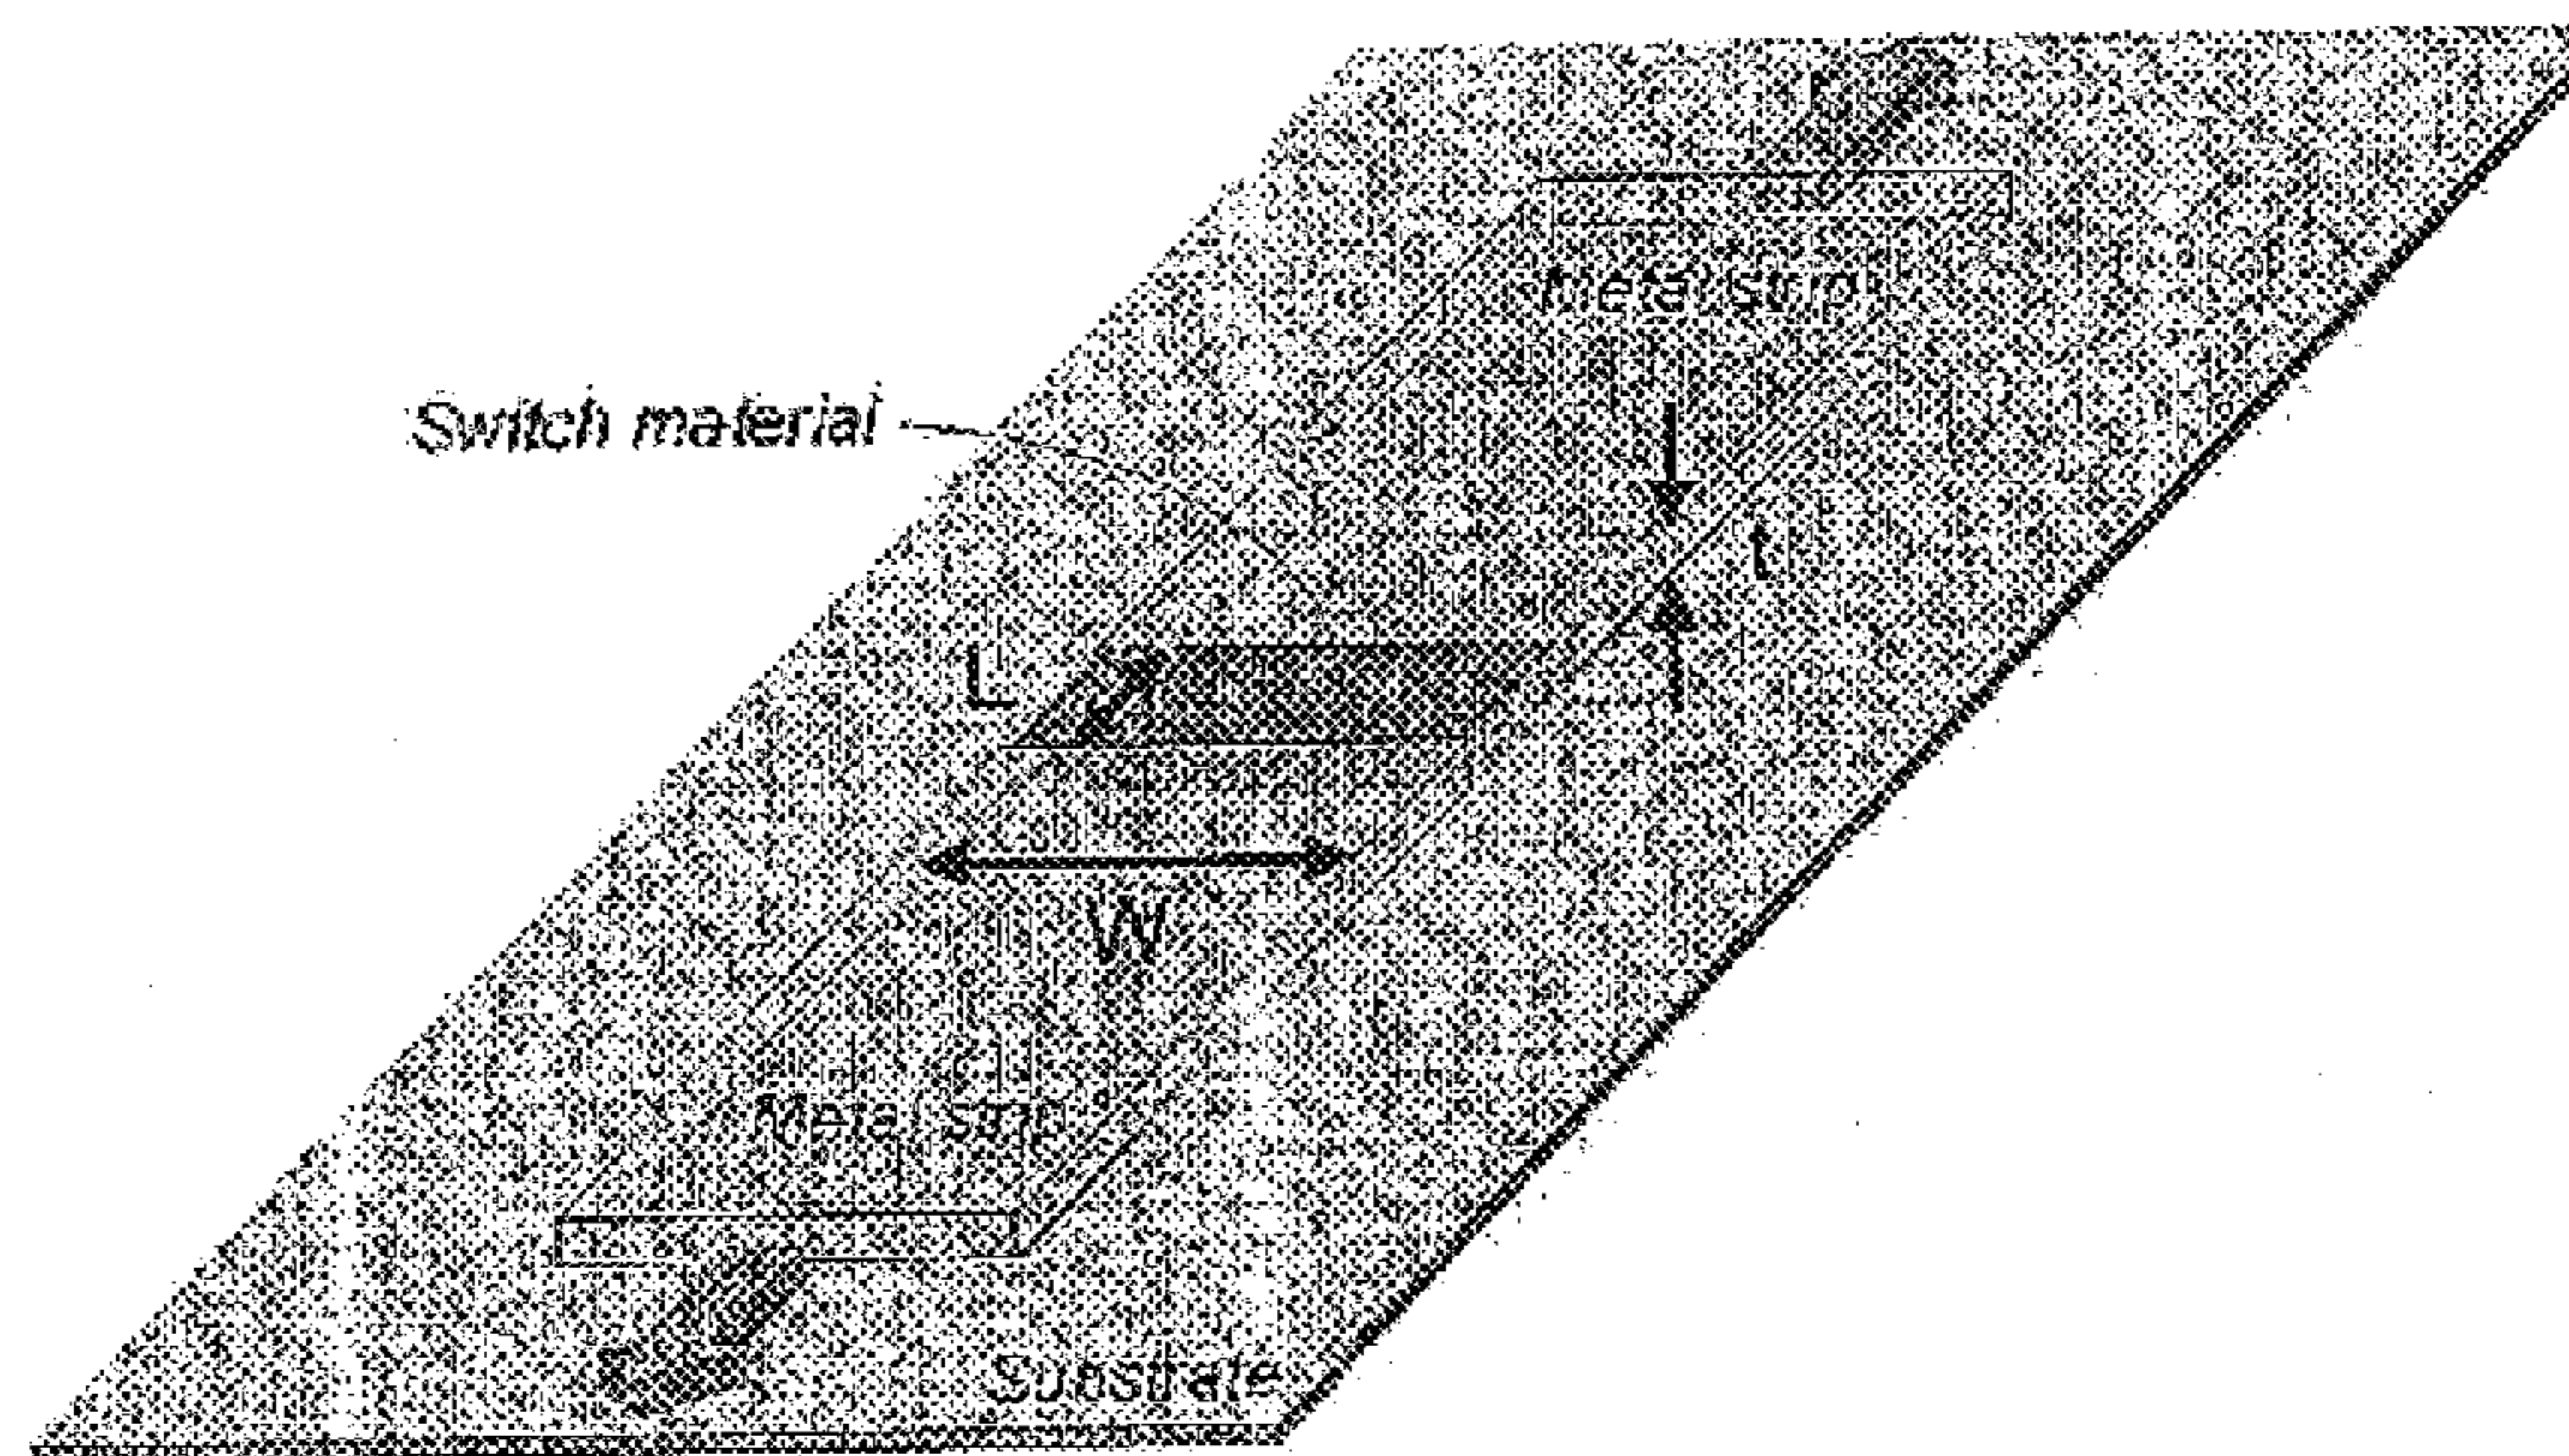 Metal strip
Switch material
t
L
W
Metal strip
Substrate